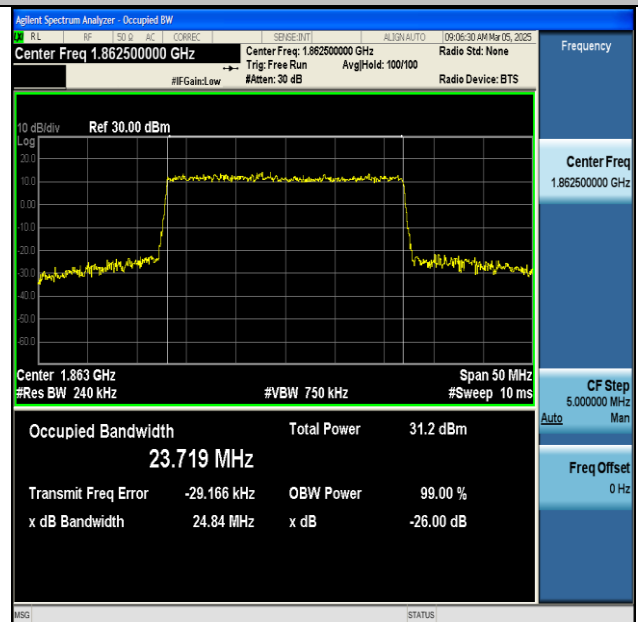 Agilent Spectrum Analyzer - Occupied BW
LXI RL RF 50 Ω AC CORREC SENSE:INT ALIGN AUTO 09:06:30 AM Mar 05, 2025
Center Freq 1.862500000 GHz
Center Freq: 1.862500000 GHz
Radio Std: None
Trig: Free Run Avg|Hold: 100/100
#IFGain:Low #Atten: 30 dB Radio Device: BTS
10 dB/div Ref 30.00 dBm
Log
20.0
10.0
0.00
-10.0
-20.0
-30.0
-40.0
-50.0
-60.0
Center 1.863 GHz Span 50 MHz
#Res BW 240 kHz #VBW 750 kHz #Sweep 10 ms
Occupied Bandwidth Total Power 31.2 dBm
23.719 MHz
Transmit Freq Error -29.166 kHz OBW Power 99.00 %
x dB Bandwidth 24.84 MHz x dB -26.00 dB
MSG STATUS
Frequency
Center Freq
1.862500000 GHz
CF Step
5.000000 MHz
Auto Man
Freq Offset
0 Hz